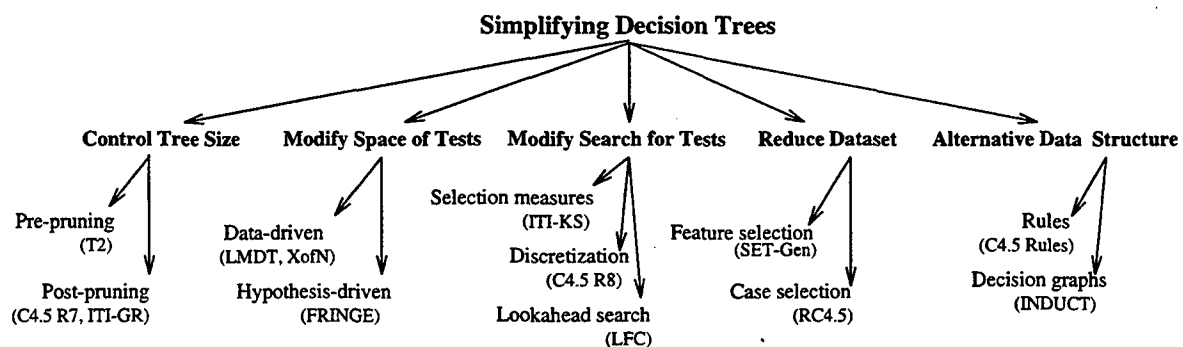 Simplifying Decision Trees
Control Tree Size
Modify Space of Tests
Modify Search for Tests
Reduce Dataset
Alternative Data Structure
Pre-pruning
(T2)
Post-pruning
(C4.5 R7, ITI-GR)
Data-driven
(LMDT, XofN)
Hypothesis-driven
(FRINGE)
Selection measures
(ITI-KS)
Discretization
(C4.5 R8)
Lookahead search
(LFC)
Feature selection
(SET-Gen)
Case selection
(RC4.5)
Rules
(C4.5 Rules)
Decision graphs
(INDUCT)